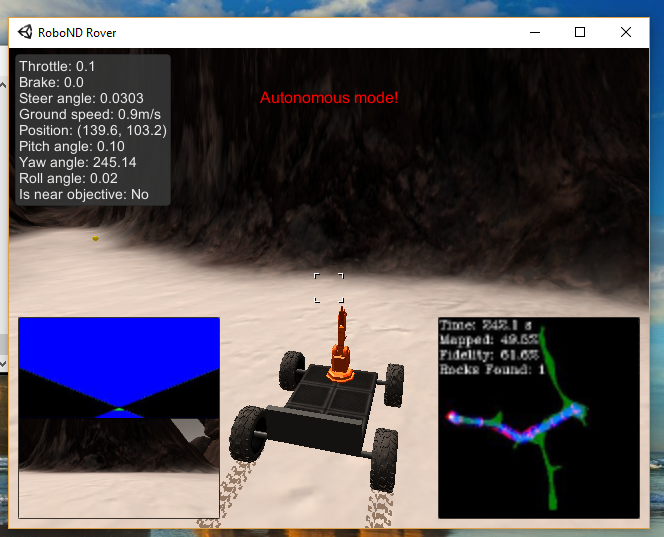 RoboND Rover
Throttle: 0.1
Brake: 0.0
Steer angle: 0.0303
Ground speed: 0.9m/s
Position: (139.6, 103.2)
Pitch angle: 0.10
Yaw angle: 245.14
Roll angle: 0.02
Is near objective: No
Autonomous mode!
Time: 242.1 s
Mapped: 49.5%
Fidelity: 61.6%
Rocks Found: 1